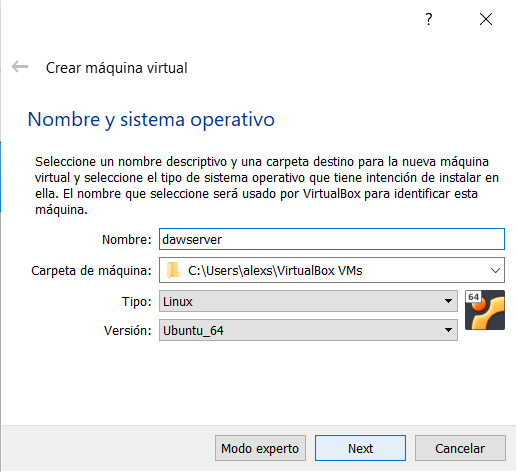 ?
Crear máquina virtual
Nombre y sistema operativo
Seleccione un nombre descriptivo y una carpeta destino para la nueva máquina
virtual y seleccione el tipo de sistema operativo que tiene intención de instalar en
ella. El nombre que seleccione será usado por VirtualBox para identificar esta
máquina.
Nombre: dawserver
Carpeta de máquina: C:\Users\alexs\VirtualBox VMs
Tipo: Linux 64
Versión: Ubuntu_64
Modo experto Next Cancelar